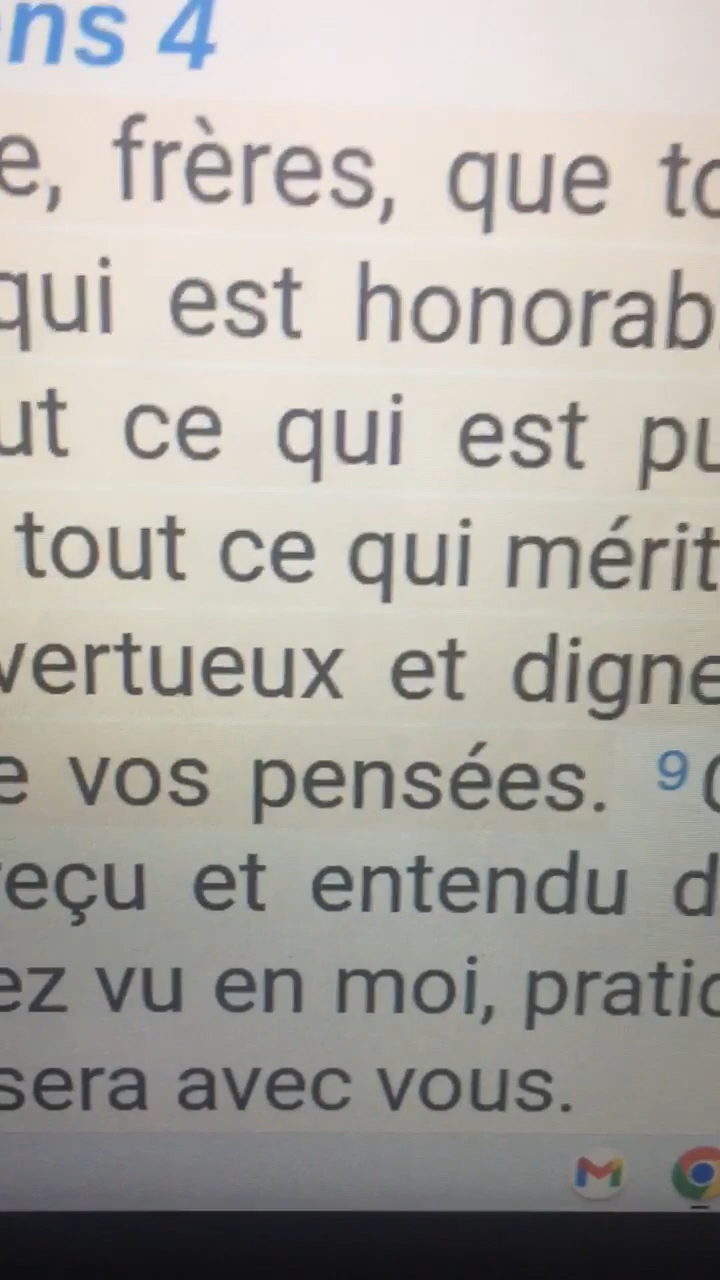 ns 4
e, frères, que to
qui est honorab
ut ce qui est pu
tout ce qui mérit
vertueux et digne
e vos pensées. 9
eçu et entendu d
ez vu en moi, pratiq
sera avec vous.